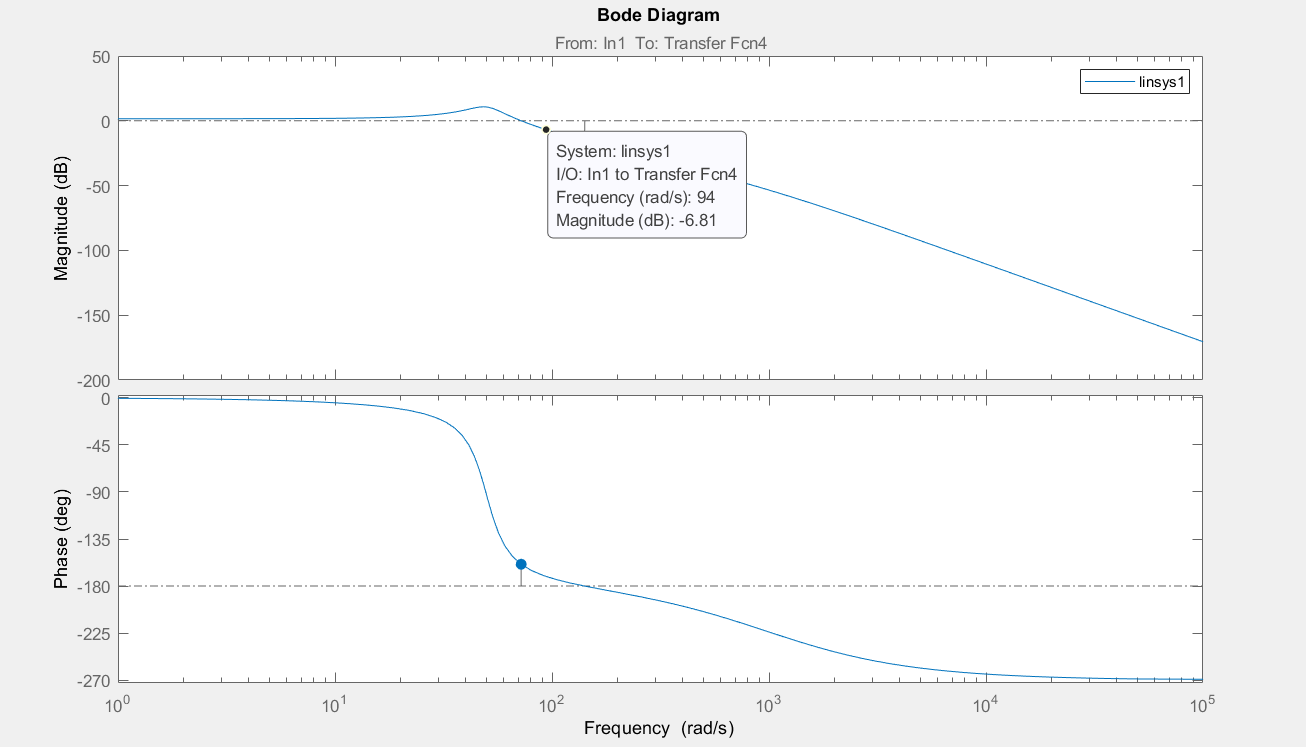 Bode Diagram
From: In1 To: Transfer Fcn4
Magnitude (dB)
50
0
-50
-100
-150
-200
linsys1
System: linsys1
I/O: In1 to Transfer Fcn4
Frequency (rad/s): 94
Magnitude (dB): -6.81
Phase (deg)
0
-45
-90
-135
-180
-225
-270
10^0 10^1 10^2 10^3 10^4 10^5
Frequency (rad/s)